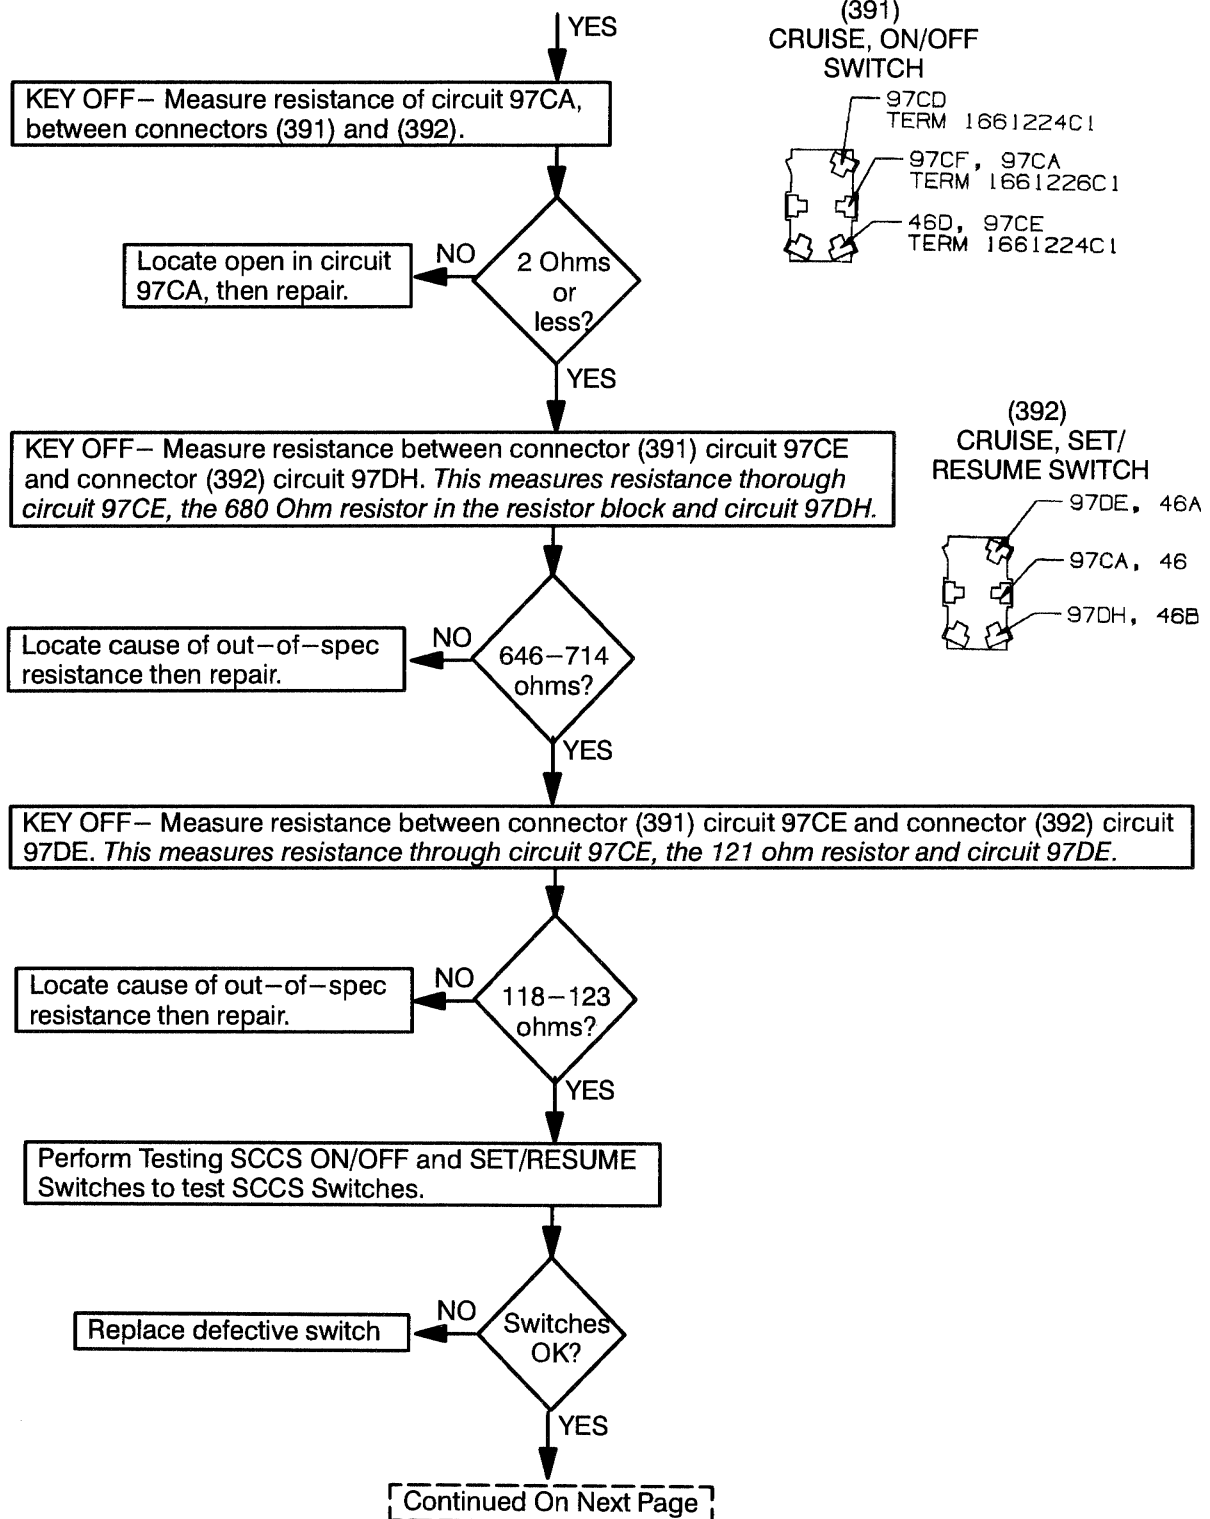 YES
KEY OFF– Measure resistance of circuit 97CA,
between connectors (391) and (392).
(391)
CRUISE, ON/OFF
SWITCH
97CD
TERM 1661224C1
97CF, 97CA
TERM 1661226C1
46D, 97CE
TERM 1661224C1
2 Ohms
or
less?
NO
Locate open in circuit
97CA, then repair.
YES
KEY OFF– Measure resistance between connector (391) circuit 97CE
and connector (392) circuit 97DH. This measures resistance thorough
circuit 97CE, the 680 Ohm resistor in the resistor block and circuit 97DH.
(392)
CRUISE, SET/
RESUME SWITCH
97DE, 46A
97CA, 46
97DH, 46B
646–714
ohms?
NO
Locate cause of out–of–spec
resistance then repair.
YES
KEY OFF– Measure resistance between connector (391) circuit 97CE and connector (392) circuit
97DE. This measures resistance through circuit 97CE, the 121 ohm resistor and circuit 97DE.
118–123
ohms?
NO
Locate cause of out–of–spec
resistance then repair.
YES
Perform Testing SCCS ON/OFF and SET/RESUME
Switches to test SCCS Switches.
Switches
OK?
NO
Replace defective switch
YES
Continued On Next Page